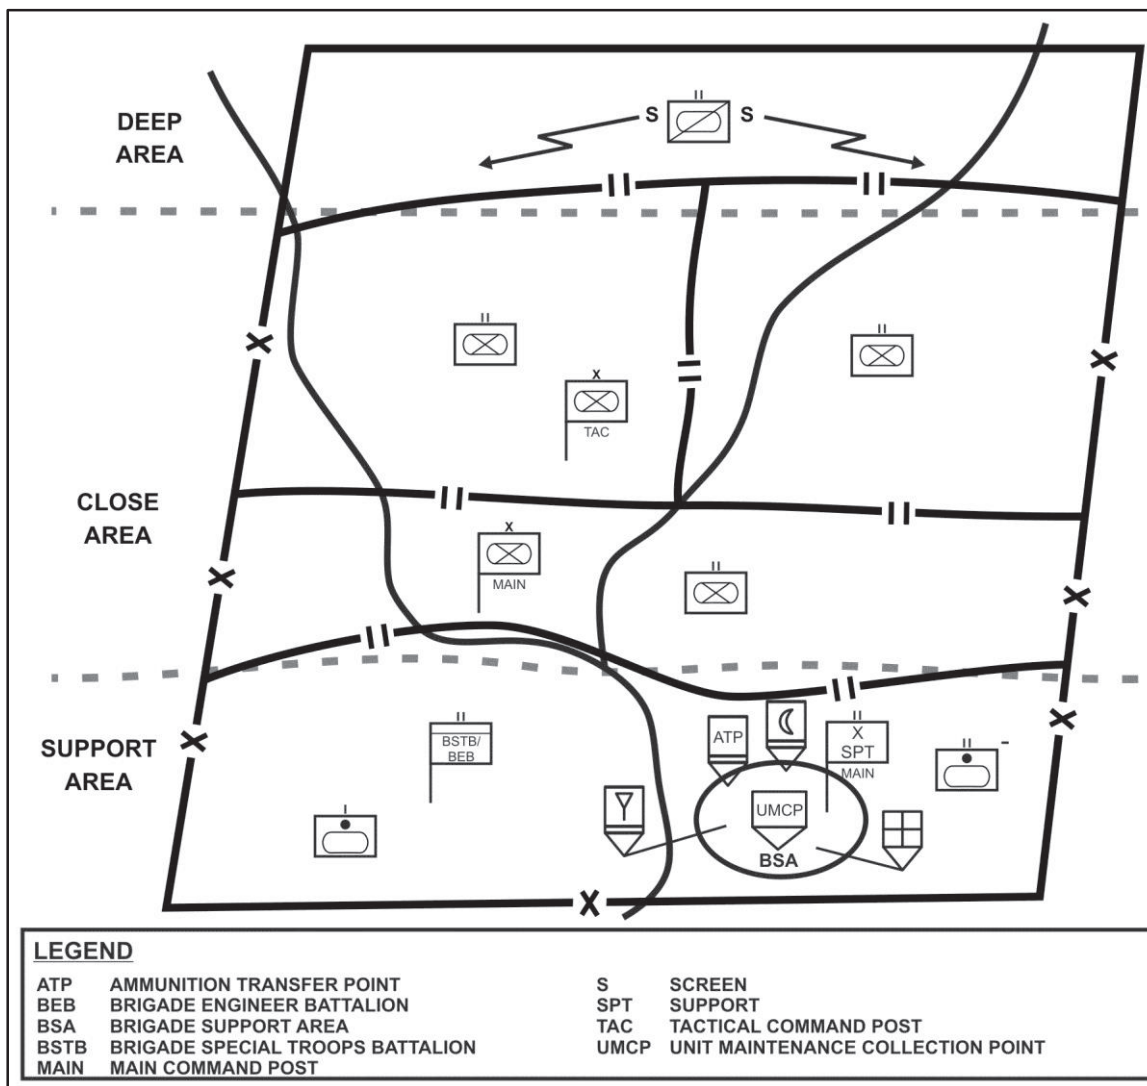 DEEP
AREA
S S
X
TAC
CLOSE
AREA
X
MAIN
SUPPORT
AREA
BSTB/
BEB
ATP
X
SPT
MAIN
UMCP
BSA
LEGEND
ATP AMMUNITION TRANSFER POINT
BEB BRIGADE ENGINEER BATTALION
BSA BRIGADE SUPPORT AREA
BSTB BRIGADE SPECIAL TROOPS BATTALION
MAIN MAIN COMMAND POST
S SCREEN
SPT SUPPORT
TAC TACTICAL COMMAND POST
UMCP UNIT MAINTENANCE COLLECTION POINT